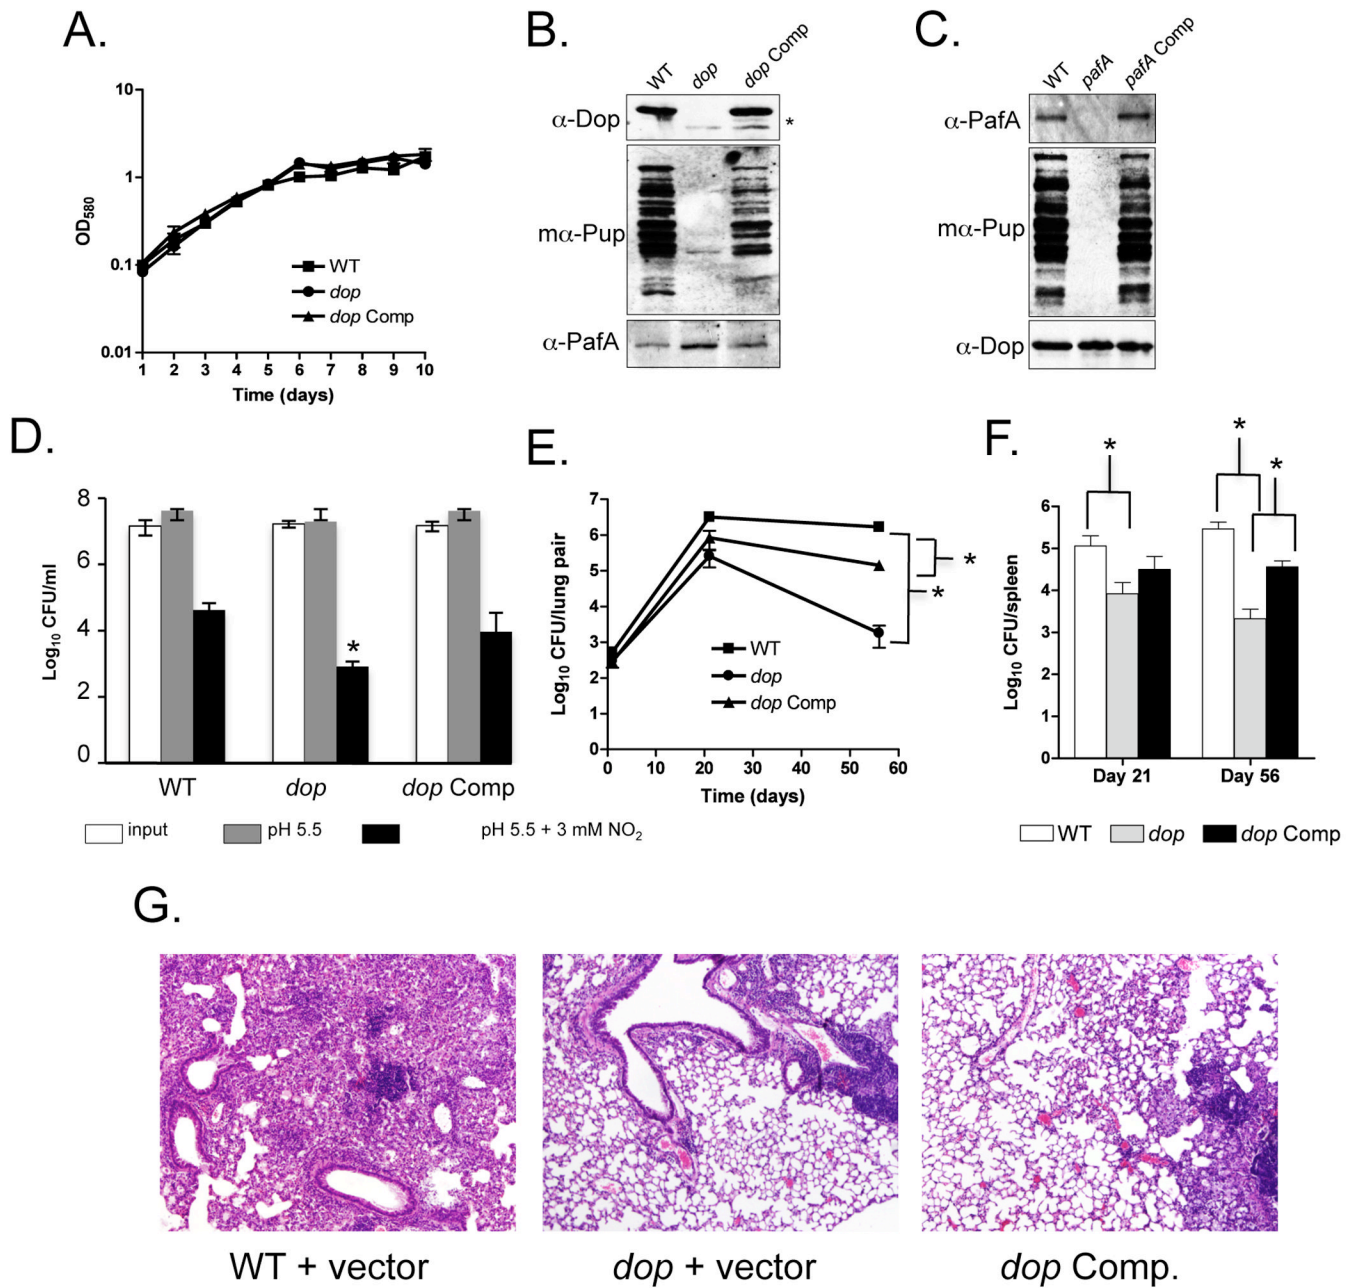 A.
10
1
0.1
0.01
OD580
1 2 3 4 5 6 7 8 9 10
Time (days)
WT
dop
dop Comp
B.
WT dop dop Comp
α-Dop
*
mα-Pup
α-PafA
C.
WT pafA pafA Comp
α-PafA
mα-Pup
α-Dop
D.
8
6
4
2
0
Log10 CFU/ml
*
WT dop dop Comp
input pH 5.5 pH 5.5 + 3 mM NO2
E.
7
6
5
4
3
2
1
0
Log10 CFU/lung pair
0 10 20 30 40 50 60
Time (days)
WT
dop
dop Comp
*
*
F.
* * *
6
5
4
3
2
1
0
Log10 CFU/spleen
Day 21 Day 56
WT dop dop Comp
G.
WT + vector dop + vector dop Comp.